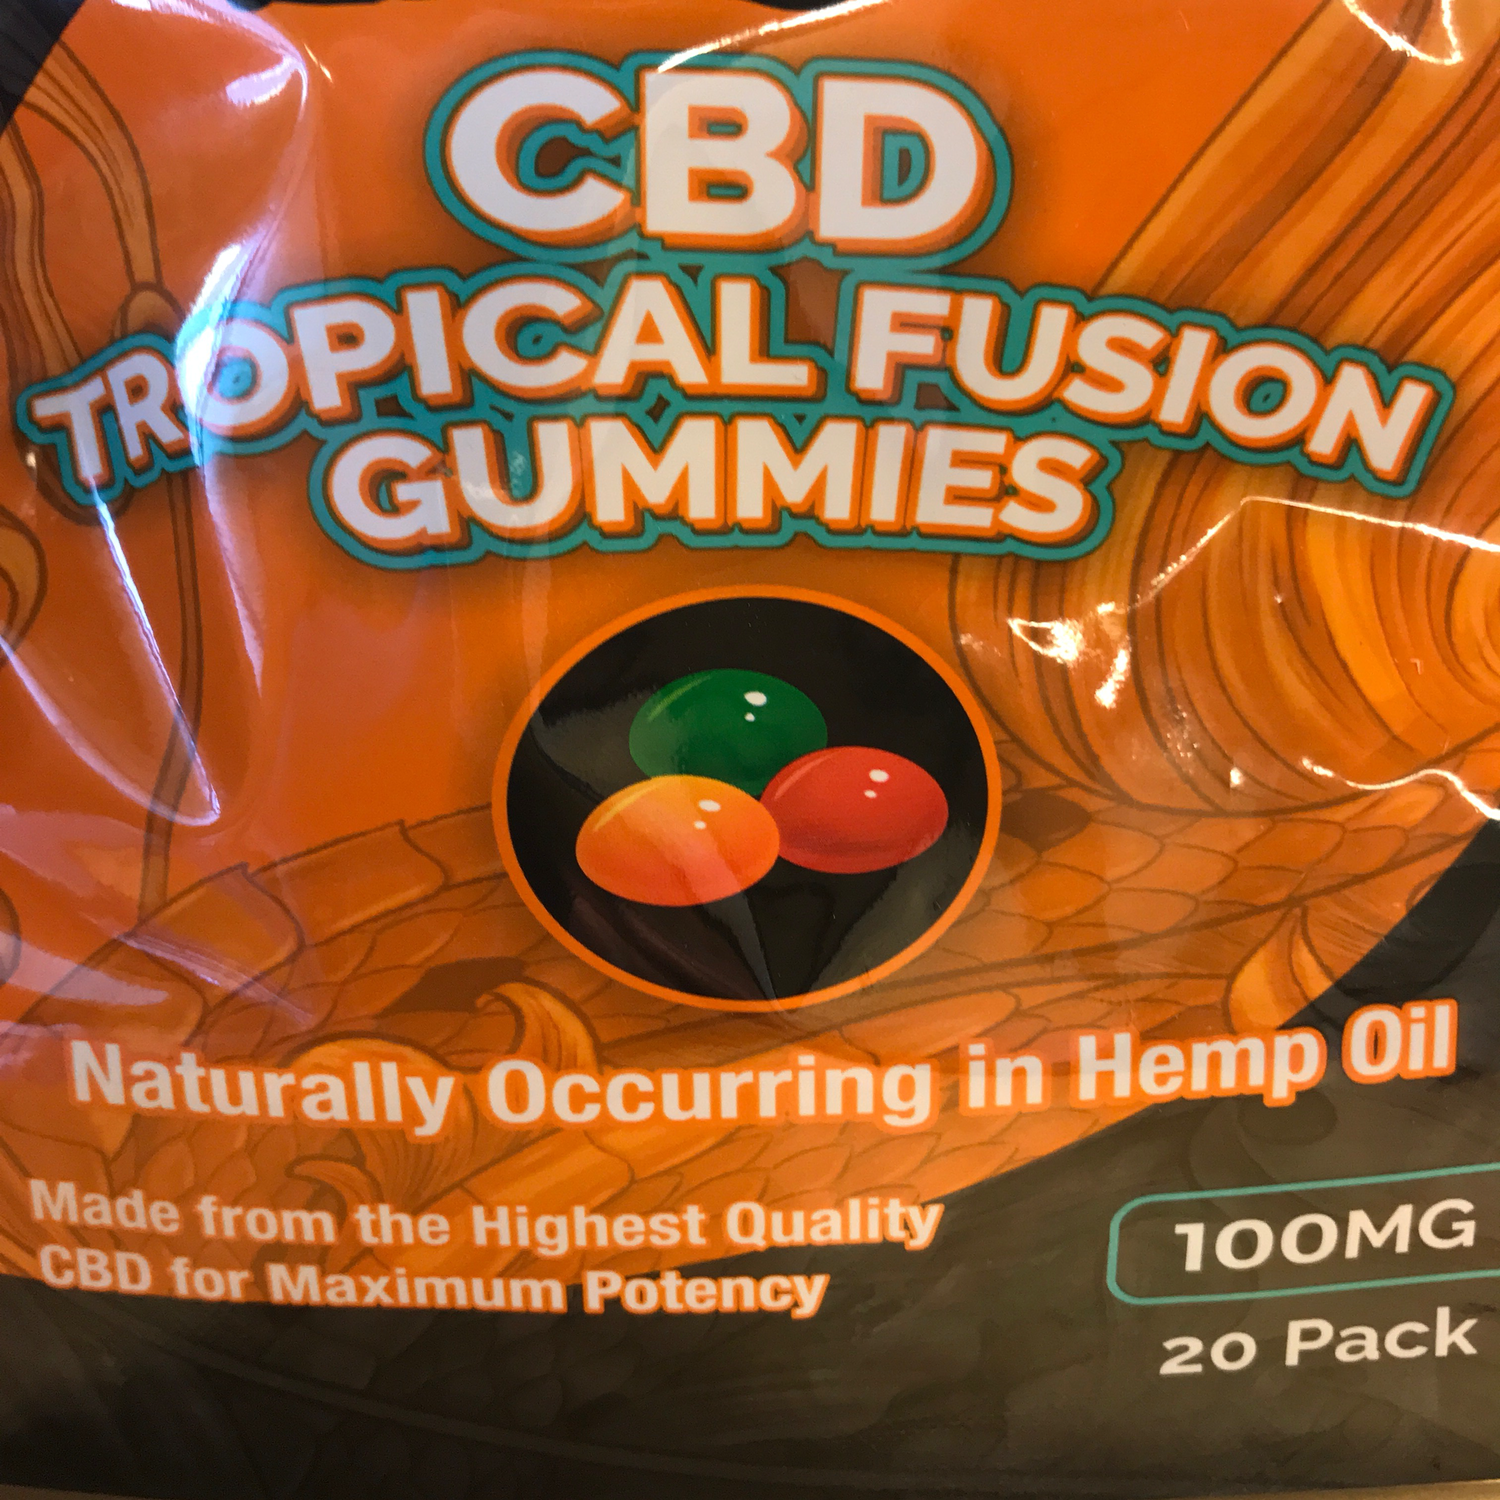 CBD
TROPICAL FUSION
GUMMIES
Naturally Occurring in Hemp Oil
Made from the Highest Quality
CBD for Maximum Potency
100MG
20 Pack